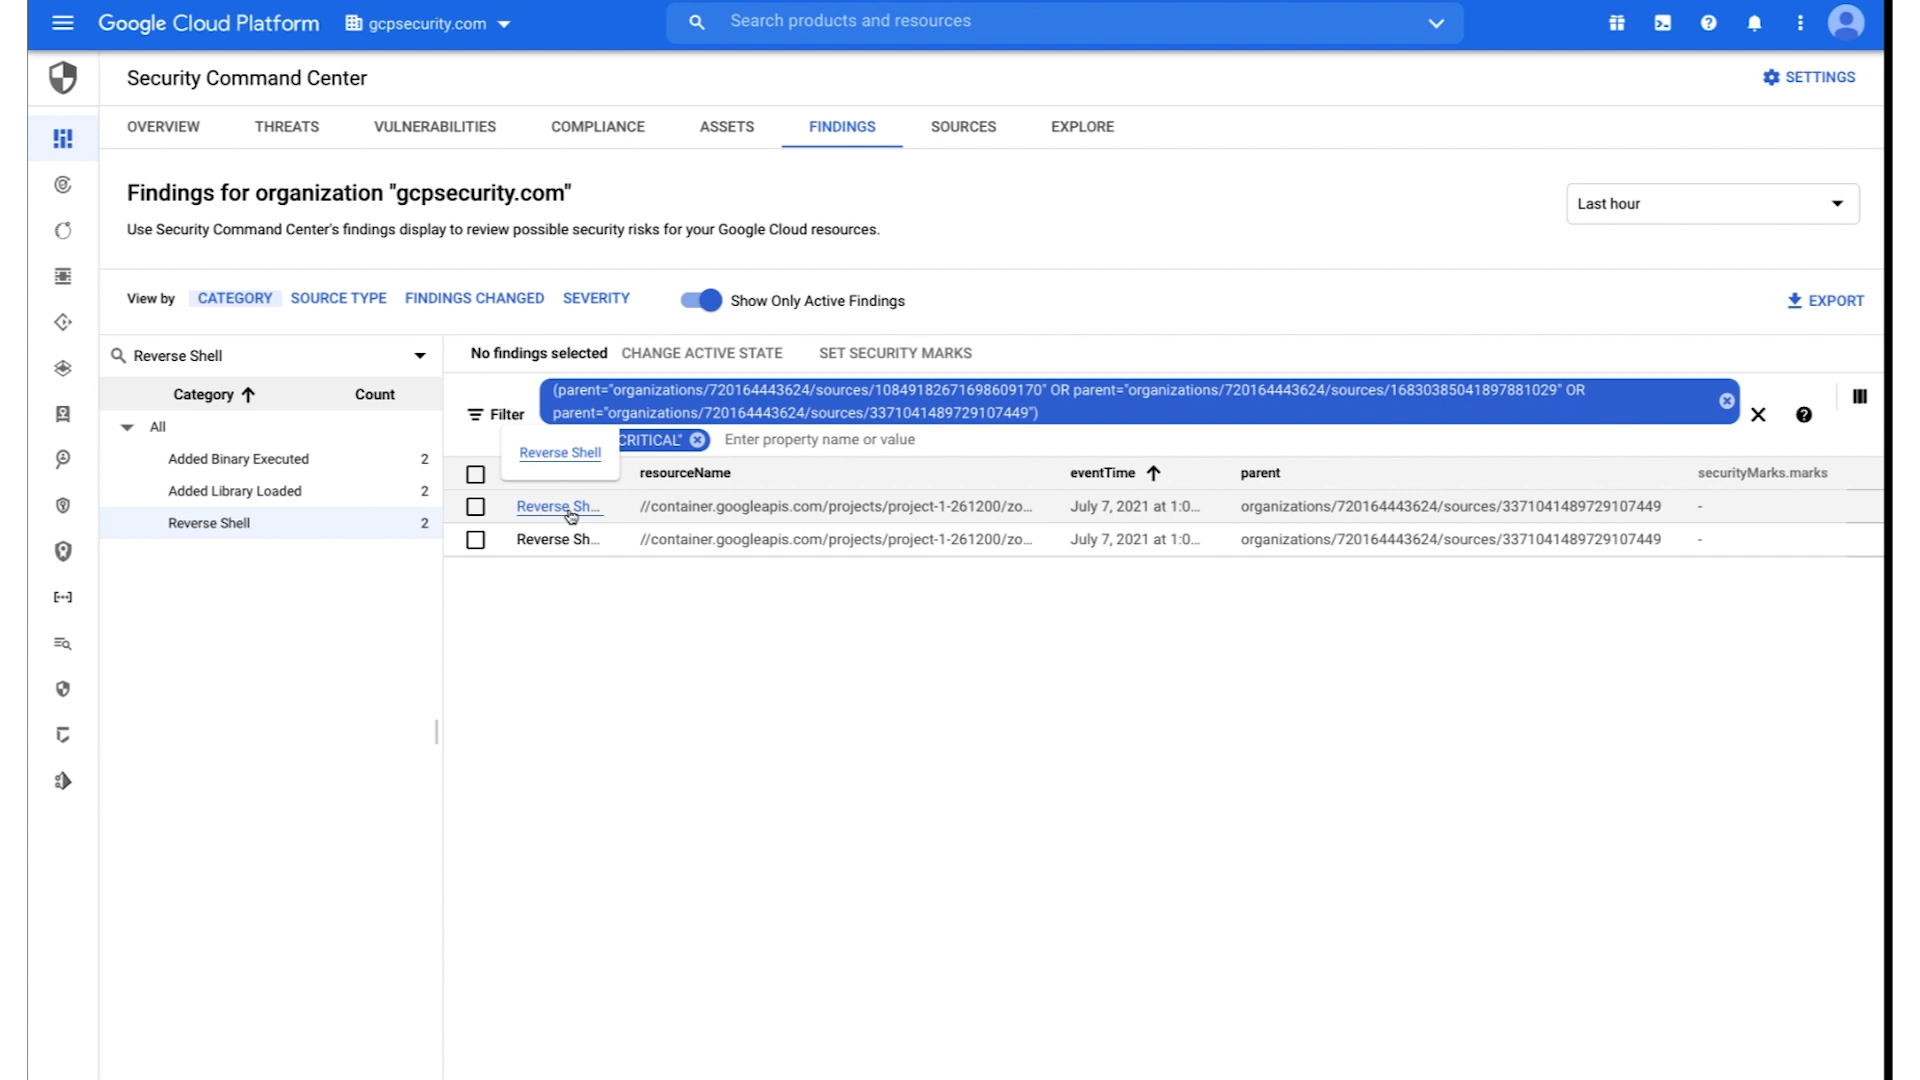 Google Cloud Platform
gcpsecurity.com
Search products and resources
Security Command Center
SETTINGS
OVERVIEW
THREATS
VULNERABILITIES
COMPLIANCE
ASSETS
FINDINGS
SOURCES
EXPLORE
Findings for organization "gcpsecurity.com"
Last hour
Use Security Command Center's findings display to review possible security risks for your Google Cloud resources.
View by
CATEGORY
SOURCE TYPE
FINDINGS CHANGED
SEVERITY
Show Only Active Findings
EXPORT
Reverse Shell
Category
Count
All
Added Binary Executed 2
Added Library Loaded 2
Reverse Shell 2
No findings selected
CHANGE ACTIVE STATE
SET SECURITY MARKS
Filter
(parent="organizations/720164443624/sources/10849182671698609170" OR parent="organizations/720164443624/sources/16830385041897881029" OR
parent="organizations/720164443624/sources/3371041489729107449")
CRITICAL"
Enter property name or value
Reverse Shell
resourceName
eventTime
parent
securityMarks.marks
Reverse Sh... //container.googleapis.com/projects/project-1-261200/zo... July 7, 2021 at 1:0... organizations/720164443624/sources/3371041489729107449 -
Reverse Sh... //container.googleapis.com/projects/project-1-261200/zo... July 7, 2021 at 1:0... organizations/720164443624/sources/3371041489729107449 -